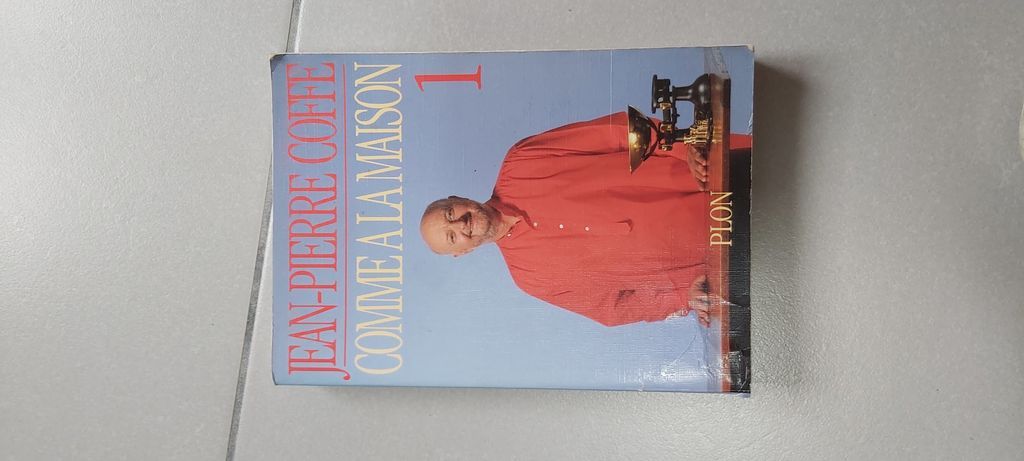 JEAN-PIERRE COFFE
COMME A LA MAISON
1
PLON